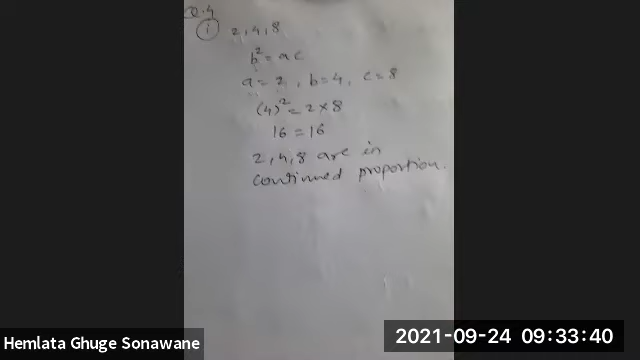 Q.4
i 2,4,8
b² = ac
a = 2, b = 4, c = 8
(4)² = 2 × 8
16 = 16
2,4,8 are in
continued proportion.
Hemlata Ghuge Sonawane
2021-09-24 09:33:40